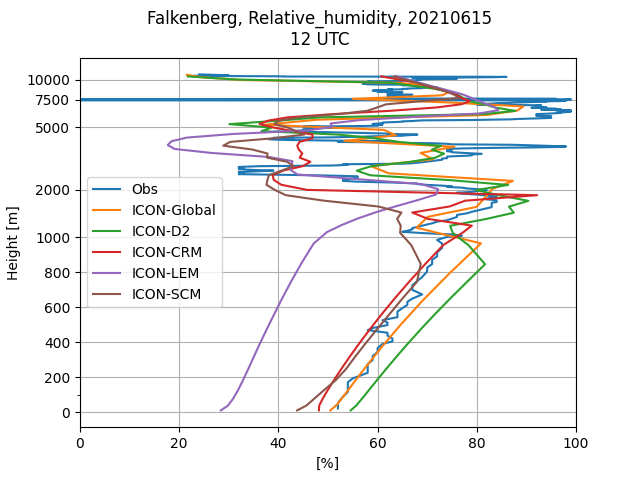 Falkenberg, Relative_humidity, 20210615
12 UTC
10000
7500
5000
2000
1000
800
600
400
200
0
Height [m]
Obs
ICON-Global
ICON-D2
ICON-CRM
ICON-LEM
ICON-SCM
0 20 40 60 80 100
[%]